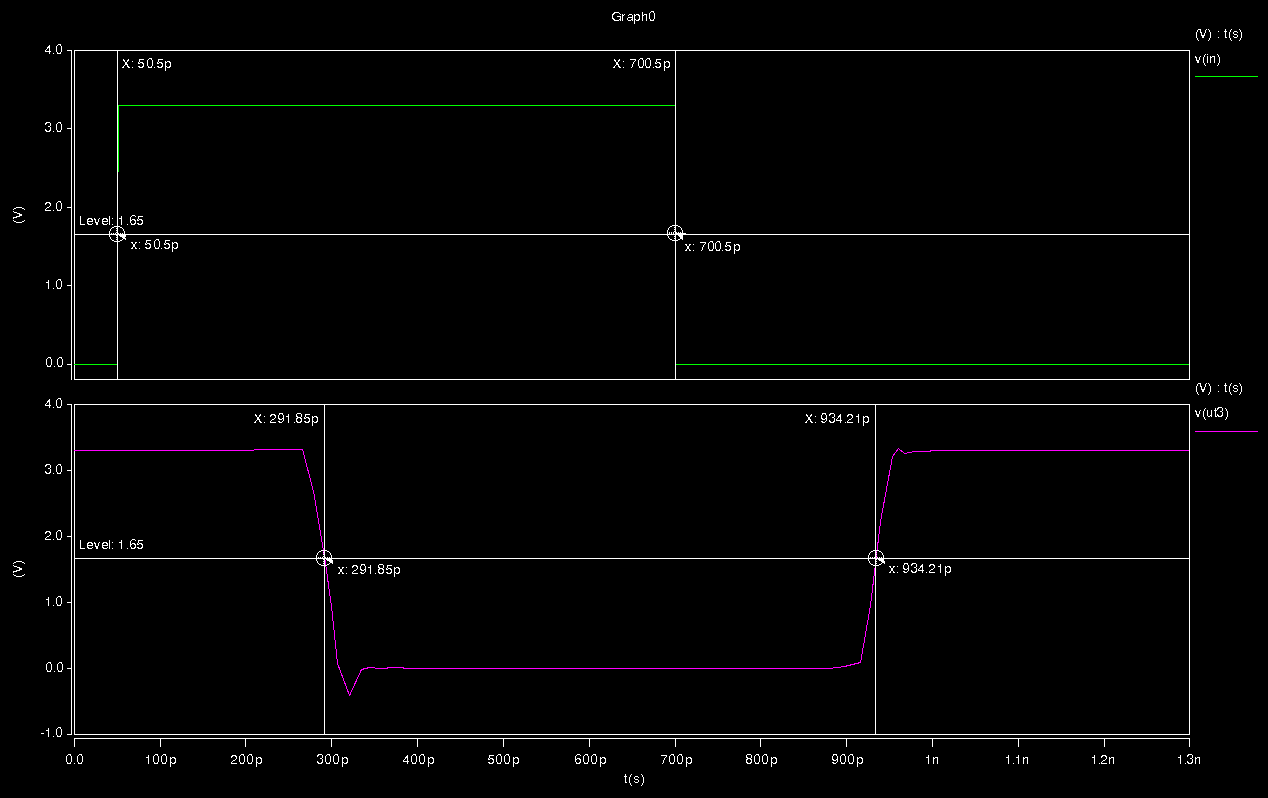 Graph0
(V) : t(s)
v(in)
4.0
3.0
2.0
1.0
0.0
(V)
X: 50.5p
X: 700.5p
Level: 1.65
x: 50.5p
x: 700.5p
(V) : t(s)
v(ut3)
4.0
3.0
2.0
1.0
0.0
-1.0
(V)
X: 291.85p
X: 934.21p
Level: 1.65
x: 291.85p
x: 934.21p
0.0 100p 200p 300p 400p 500p 600p 700p 800p 900p 1n 1.1n 1.2n 1.3n
t(s)